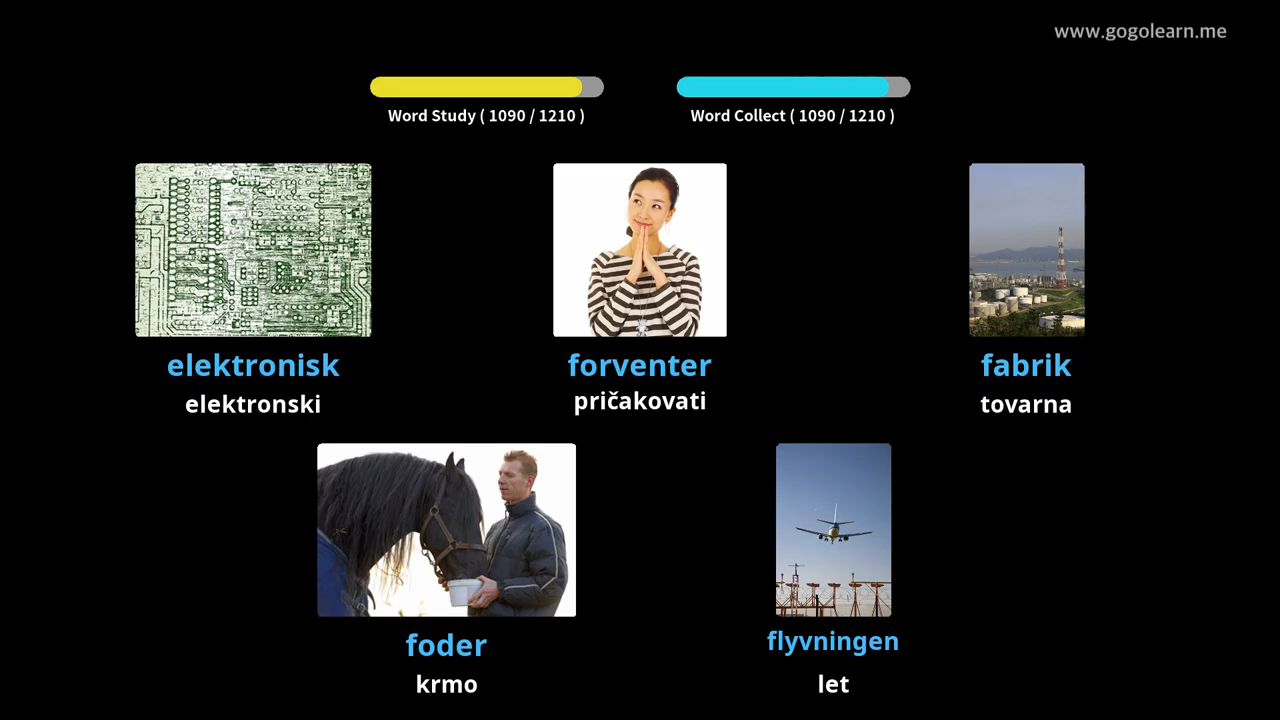 www.gogolearn.me
Word Study ( 1090 / 1210 )
Word Collect ( 1090 / 1210 )
elektronisk
elektronski
forventer
pričakovati
fabrik
tovarna
foder
krmo
flyvningen
let